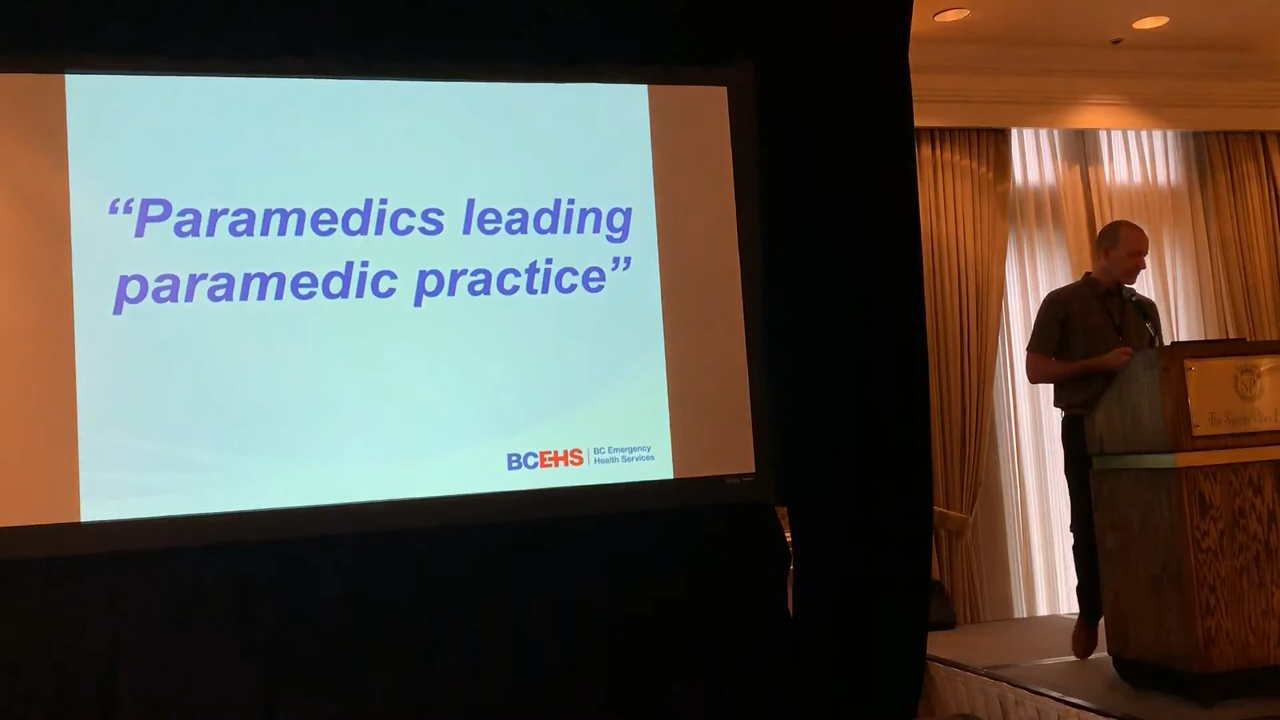 “Paramedics leading
paramedic practice”
BCEHS
BC Emergency
Health Services